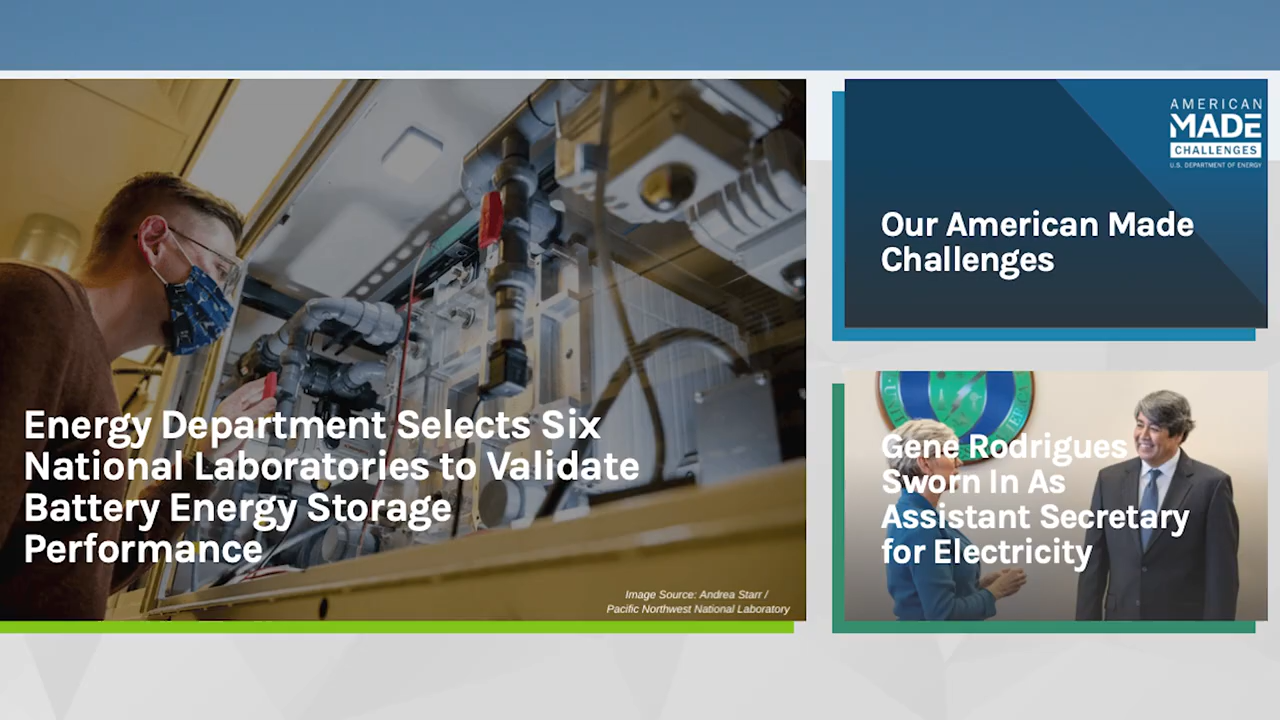 Energy Department Selects Six
National Laboratories to Validate
Battery Energy Storage
Performance
Image Source: Andrea Starr /
Pacific Northwest National Laboratory
AMERICAN
MADE
CHALLENGES
U.S. DEPARTMENT OF ENERGY
Our American Made
Challenges
Gene Rodrigues
Sworn In As
Assistant Secretary
for Electricity